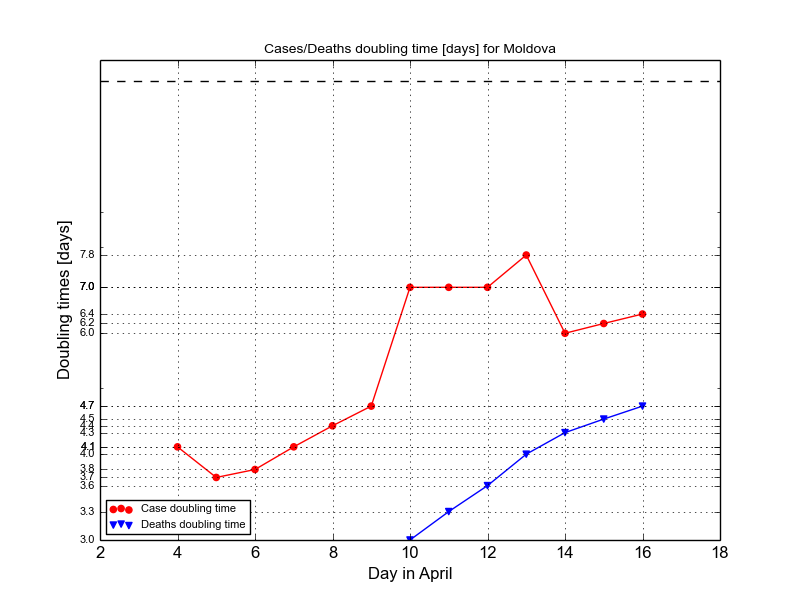 Cases/Deaths doubling time [days] for Moldova
Doubling times [days]
7.8
7.0
6.4
6.2
6.0
4.7
4.5
4.4
4.3
4.1
4.0
3.8
3.7
3.6
3.3
3.0
Case doubling time
Deaths doubling time
2 4 6 8 10 12 14 16 18
Day in April